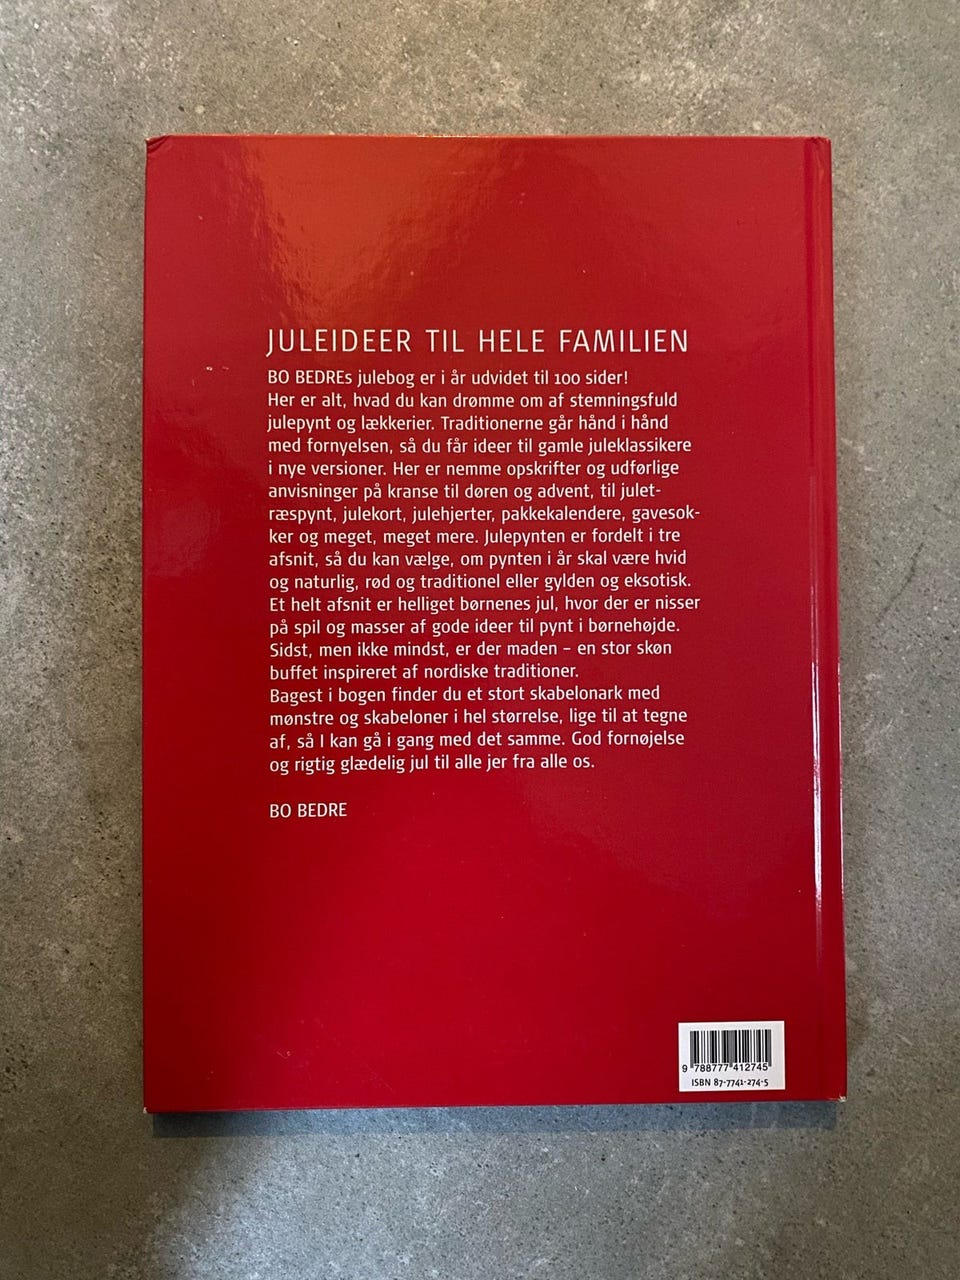 JULEIDEER TIL HELE FAMILIEN
BO BEDREs julebog er i år udvidet til 100 sider!
Her er alt, hvad du kan drømme om af stemningsfuld
julepynt og lækkerier. Traditionerne går hånd i hånd
med fornyelsen, så du får ideer til gamle juleklassikere
i nye versioner. Her er nemme opskrifter og udførlige
anvisninger på kranse til døren og advent, til julet-
ræspynt, julekort, julehjerter, pakkekalendere, gavesok-
ker og meget, meget mere. Julepynten er fordelt i tre
afsnit, så du kan vælge, om pynten i år skal være hvid
og naturlig, rød og traditionel eller gylden og eksotisk.
Et helt afsnit er helliget børnenes jul, hvor der er nisser
på spil og masser af gode ideer til pynt i børnehøjde.
Sidst, men ikke mindst, er der maden – en stor skøn
buffet inspireret af nordiske traditioner.
Bagest i bogen finder du et stort skabelonark med
mønstre og skabeloner i hel størrelse, lige til at tegne
af, så I kan gå i gang med det samme. God fornøjelse
og rigtig glædelig jul til alle jer fra alle os.
BO BEDRE
9 788777 412745
ISBN 87-7741-274-5